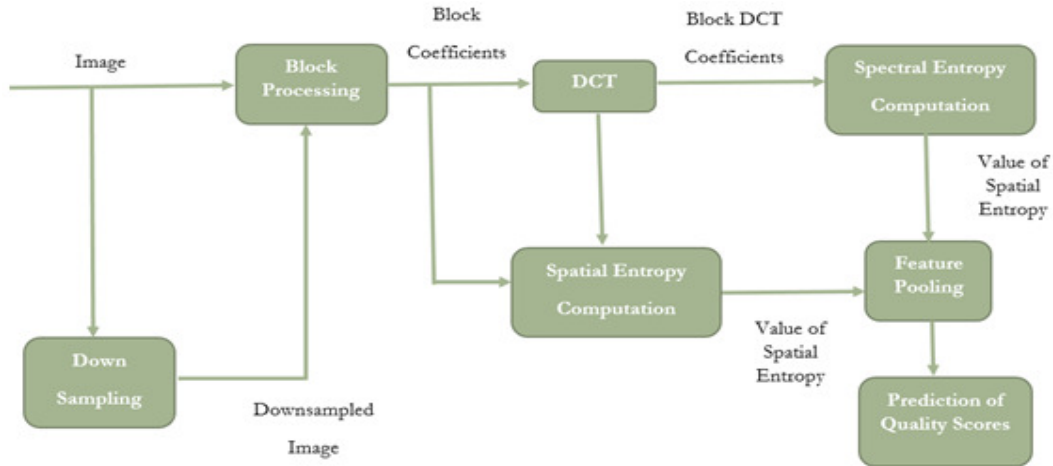 Image
Block
Processing
Block
Coefficients
DCT
Block DCT
Coefficients
Spectral Entropy
Computation
Value of
Spatial
Entropy
Spatial Entropy
Computation
Feature
Pooling
Value of
Spatial
Entropy
Down
Sampling
Downsampled
Image
Prediction of
Quality Scores